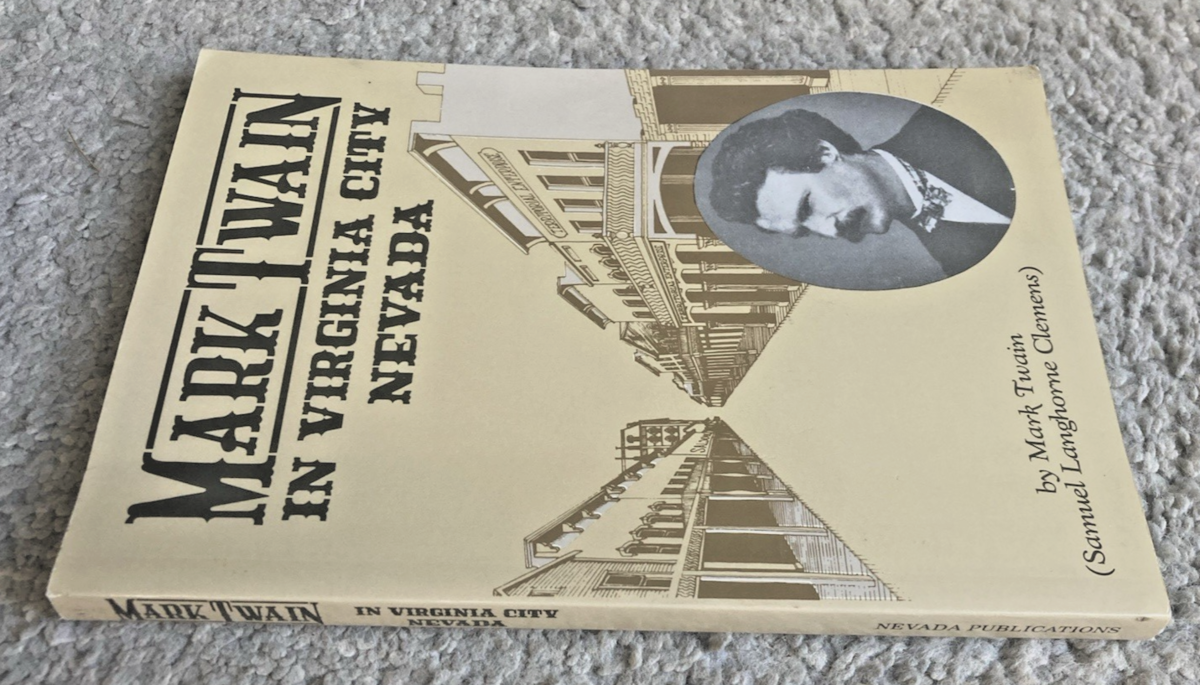 MARK TWAIN
IN VIRGINIA CITY
NEVADA
by Mark Twain
(Samuel Langhorne Clemens)
MARK TWAIN
IN VIRGINIA CITY
NEVADA
NEVADA PUBLICATIONS